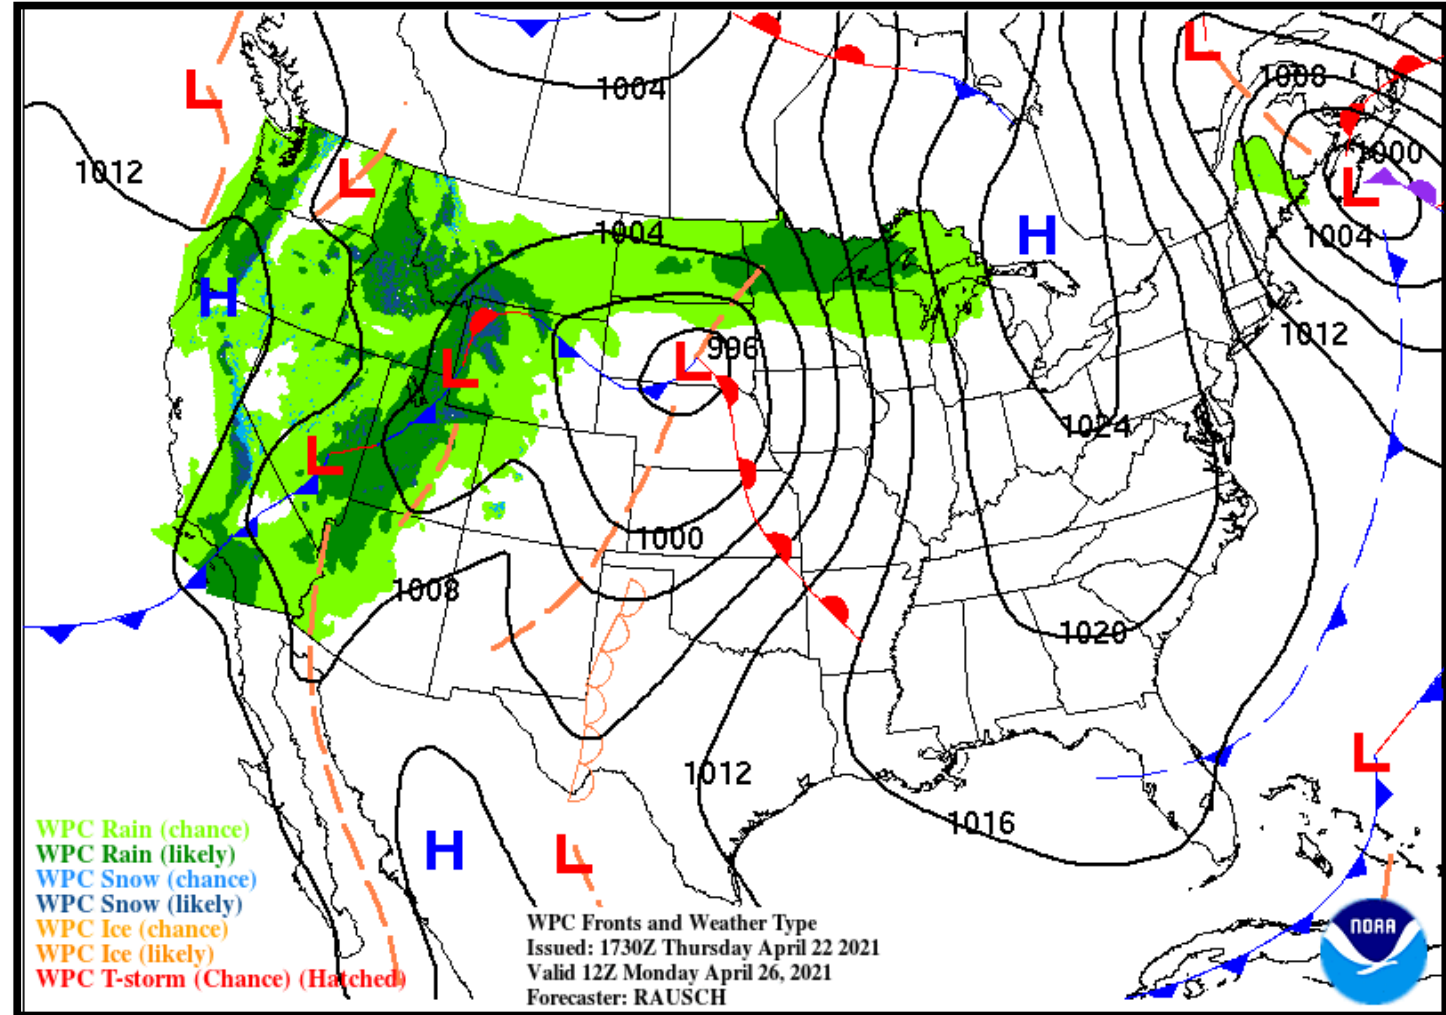 L
L
1008
1004
L
1012
L
1000
L
1004
H
1004
H
1012
996
L
L
1024
L
1000
1008
1020
L
1012
1016
H
L
WPC Rain (chance)
WPC Rain (likely)
WPC Snow (chance)
WPC Snow (likely)
WPC Ice (chance)
WPC Ice (likely)
WPC T-storm (Chance) (Hatched)
WPC Fronts and Weather Type
Issued: 1730Z Thursday April 22 2021
Valid 12Z Monday April 26, 2021
Forecaster: RAUSCH
NOAA